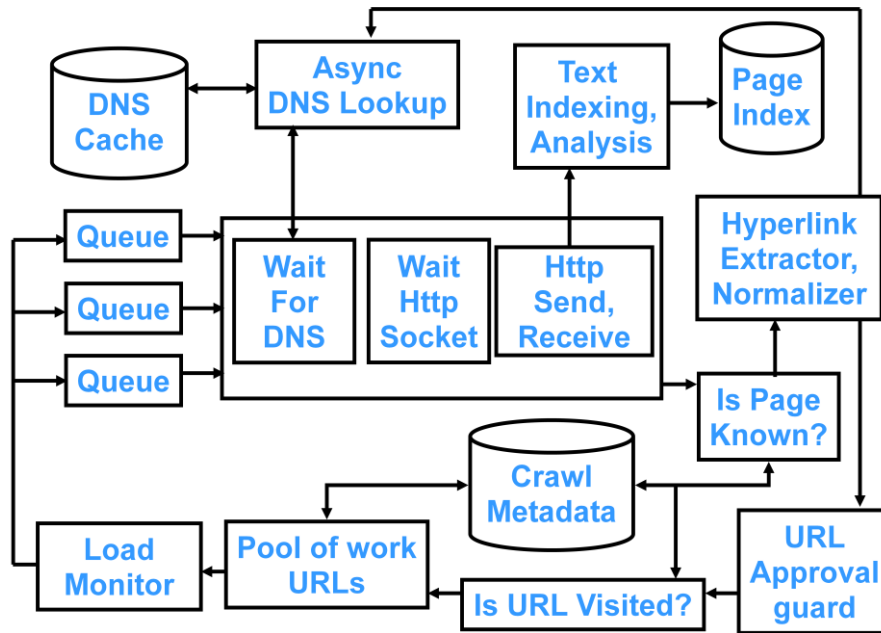 DNS
Cache
Async
DNS Lookup
Text
Indexing,
Analysis
Page
Index
Hyperlink
Extractor,
Normalizer
Queue
Queue
Queue
Wait
For
DNS
Wait
Http
Socket
Http
Send,
Receive
Is Page
Known?
Crawl
Metadata
Load
Monitor
Pool of work
URLs
Is URL Visited?
URL
Approval
guard